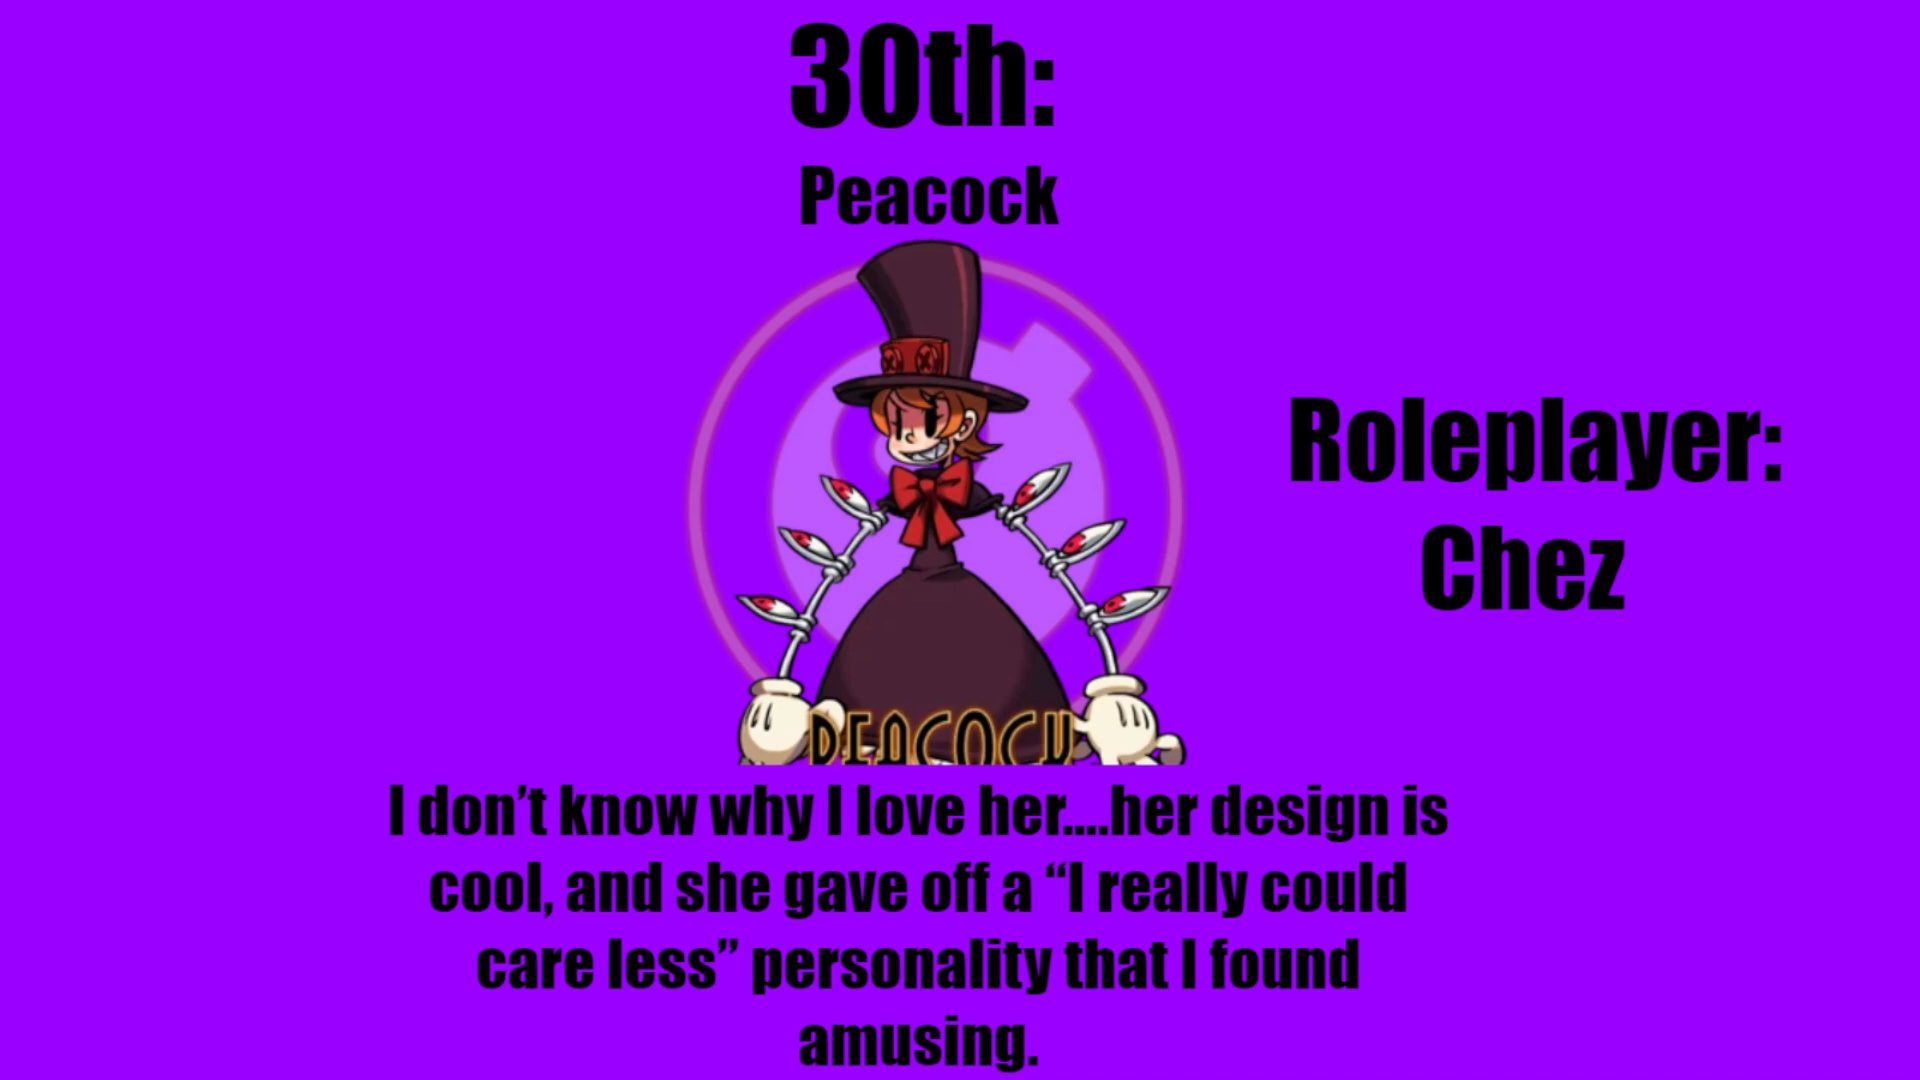 30th:
Peacock
Roleplayer:
Chez
PEACOCK
I don’t know why I love her....her design is
cool, and she gave off a “I really could
care less” personality that I found
amusing.